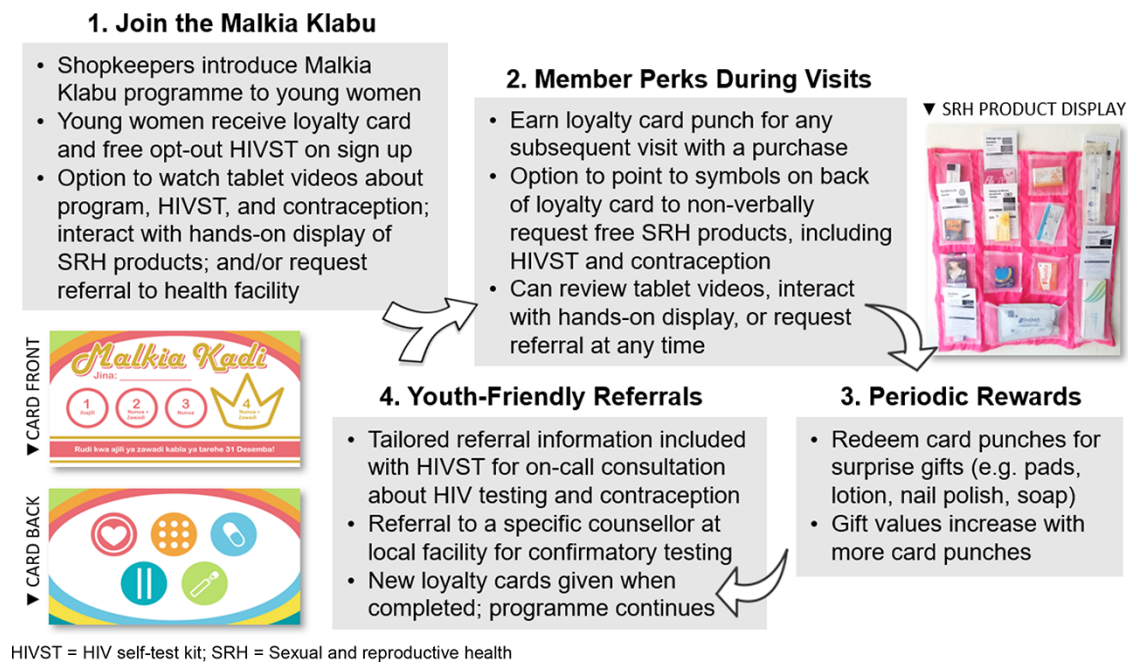 1. Join the Malkia Klabu
• Shopkeepers introduce Malkia
Klabu programme to young women
• Young women receive loyalty card
and free opt-out HIVST on sign up
• Option to watch tablet videos about
program, HIVST, and contraception;
interact with hands-on display of
SRH products; and/or request
referral to health facility
2. Member Perks During Visits
• Earn loyalty card punch for any
subsequent visit with a purchase
• Option to point to symbols on back
of loyalty card to non-verbally
request free SRH products, including
HIVST and contraception
• Can review tablet videos, interact
with hands-on display, or request
referral at any time
▼ SRH PRODUCT DISPLAY
3. Periodic Rewards
• Redeem card punches for
surprise gifts (e.g. pads,
lotion, nail polish, soap)
• Gift values increase with
more card punches
4. Youth-Friendly Referrals
• Tailored referral information included
with HIVST for on-call consultation
about HIV testing and contraception
• Referral to a specific counsellor at
local facility for confirmatory testing
• New loyalty cards given when
completed; programme continues
▼CARD FRONT
Malkia Kadi
Jina:
1
Jisajili
2
Nunua +
Zawadi
3
Nunua
4
Nunua +
Zawadi
Rudi kwa ajili ya zawadi kabla ya tarehe 31 Desemba!
▼ CARD BACK
HIVST = HIV self-test kit; SRH = Sexual and reproductive health